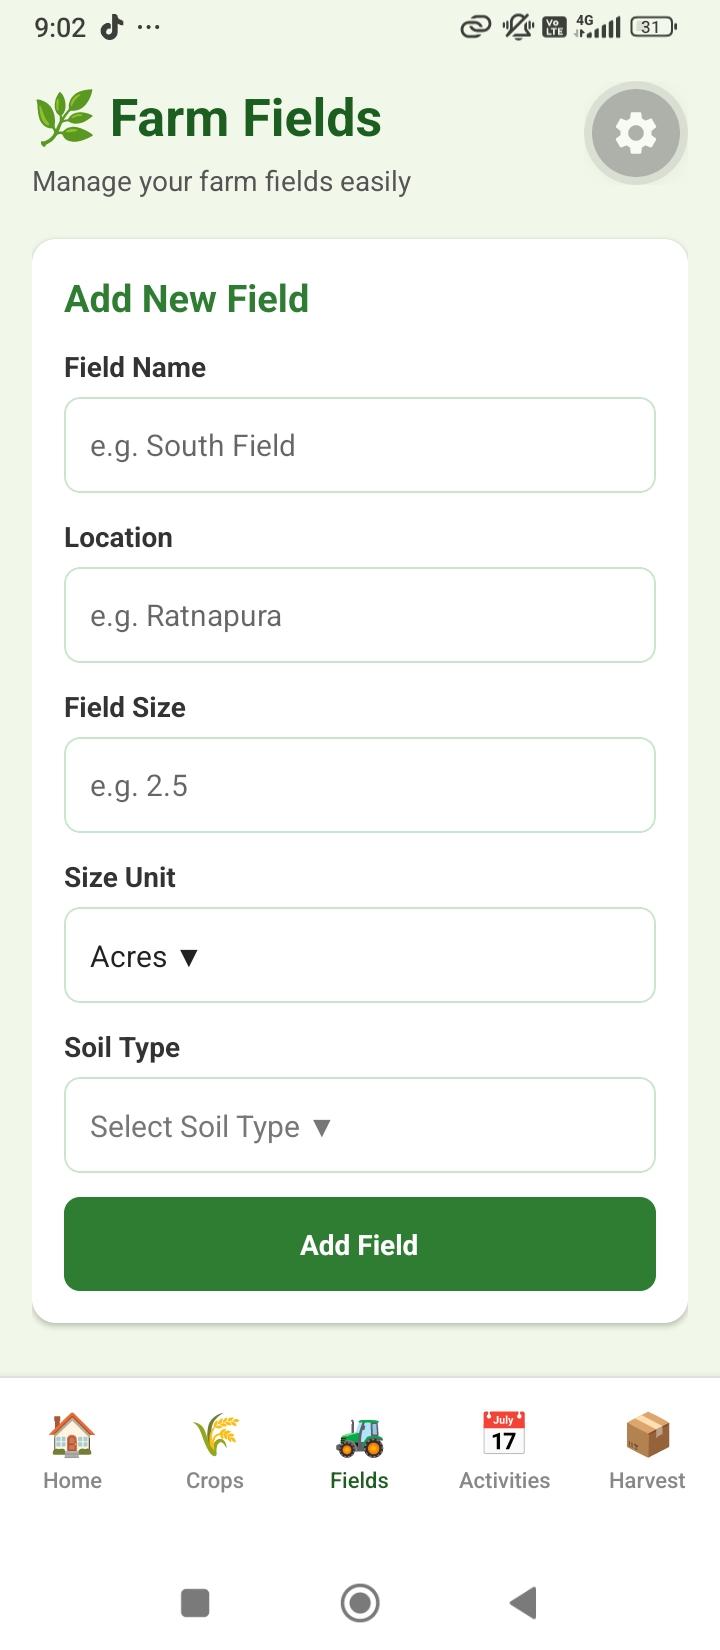 9:02 ...
Vo LTE 4G 31
🌿 Farm Fields
Manage your farm fields easily
Add New Field
Field Name
e.g. South Field
Location
e.g. Ratnapura
Field Size
e.g. 2.5
Size Unit
Acres ▼
Soil Type
Select Soil Type ▼
Add Field
July
17
Home Crops Fields Activities Harvest